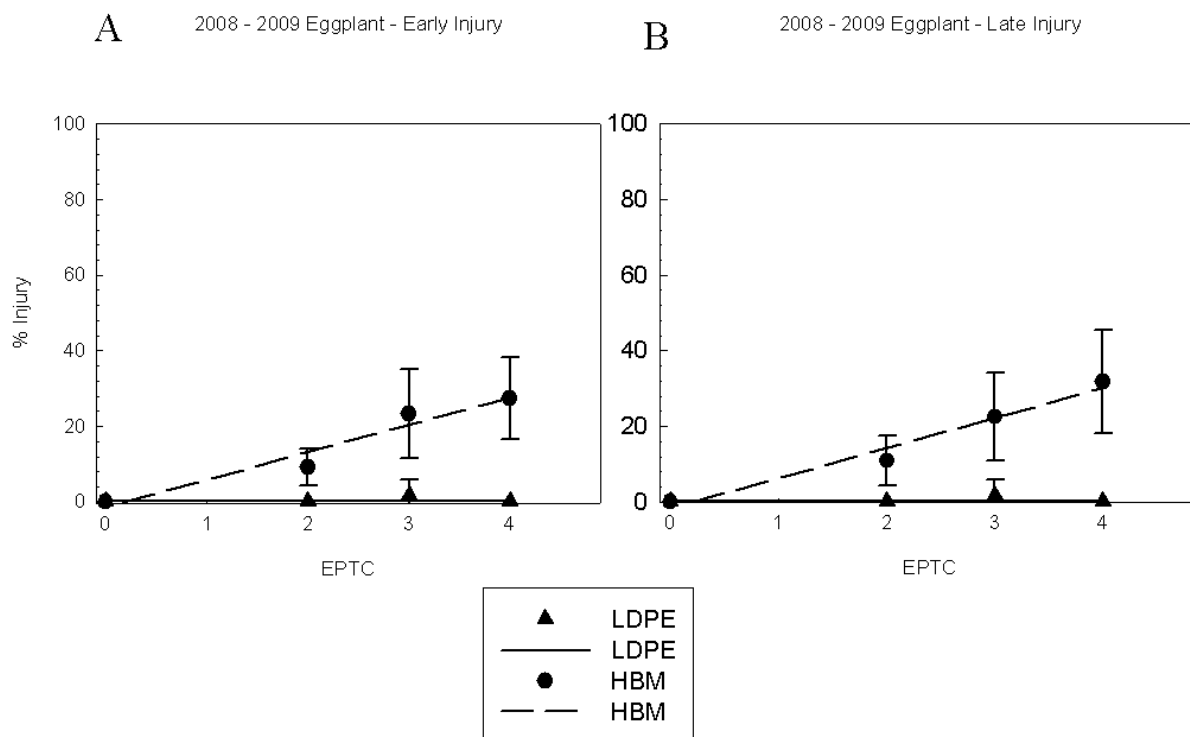 A
2008 - 2009 Eggplant - Early Injury
100
80
60
40
20
0
% Injury
0 1 2 3 4
EPTC
B
2008 - 2009 Eggplant - Late Injury
100
80
60
40
20
0
0 1 2 3 4
EPTC
LDPE
LDPE
HBM
HBM